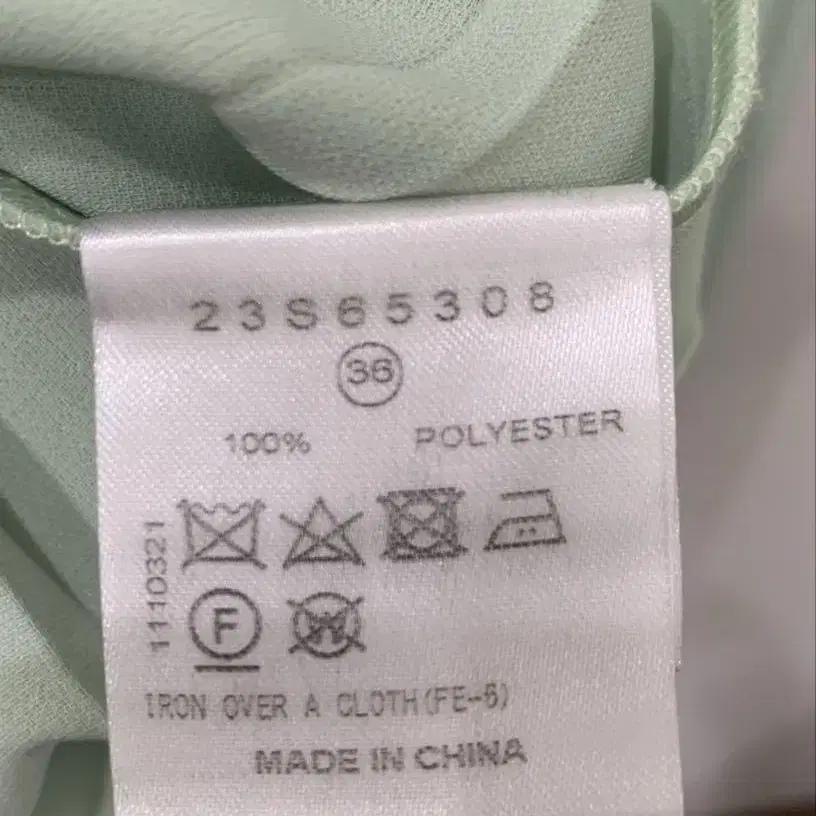 23S65308
36
100% POLYESTER
1110321
F
W
IRON OVER A CLOTH(FE-6)
MADE IN CHINA